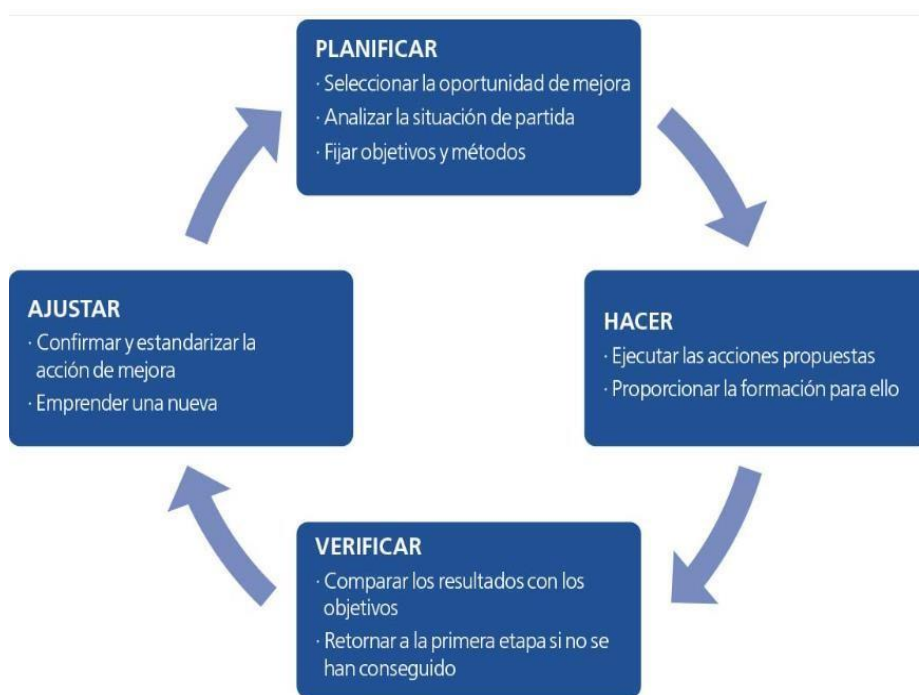 PLANIFICAR
· Seleccionar la oportunidad de mejora
· Analizar la situación de partida
· Fijar objetivos y métodos
HACER
· Ejecutar las acciones propuestas
· Proporcionar la formación para ello
VERIFICAR
· Comparar los resultados con los
objetivos
· Retornar a la primera etapa si no se
han conseguido
AJUSTAR
· Confirmar y estandarizar la
acción de mejora
· Emprender una nueva